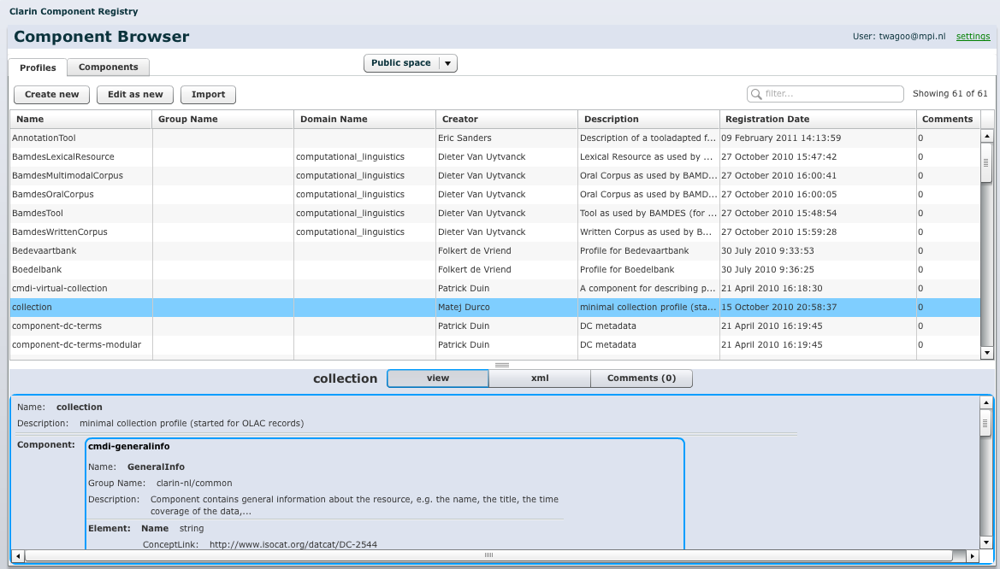 Clarin Component Registry
Component Browser
User: twagoo@mpi.nl settings
Profiles Components Public space
Create new Edit as new Import filter... Showing 61 of 61
Name Group Name Domain Name Creator Description Registration Date Comments
AnnotationTool Eric Sanders Description of a tooladapted f... 09 February 2011 14:13:59 0
BamdesLexicalResource computational_linguistics Dieter Van Uytvanck Lexical Resource as used by ... 27 October 2010 15:47:42 0
BamdesMultimodalCorpus computational_linguistics Dieter Van Uytvanck Oral Corpus as used by BAMD... 27 October 2010 16:00:41 0
BamdesOralCorpus computational_linguistics Dieter Van Uytvanck Oral Corpus as used by BAMD... 27 October 2010 16:00:05 0
BamdesTool computational_linguistics Dieter Van Uytvanck Tool as used by BAMDES (for ... 27 October 2010 15:48:54 0
BamdesWrittenCorpus computational_linguistics Dieter Van Uytvanck Written Corpus as used by B... 27 October 2010 15:59:28 0
Bedevaartbank Folkert de Vriend Profile for Bedevaartbank 30 July 2010 9:33:53 0
Boedelbank Folkert de Vriend Profile for Boedelbank 30 July 2010 9:36:25 0
cmdi-virtual-collection Patrick Duin A component for describing p... 21 April 2010 16:18:30 0
collection Matej Durco minimal collection profile (sta... 15 October 2010 20:58:37 0
component-dc-terms Patrick Duin DC metadata 21 April 2010 16:19:45 0
component-dc-terms-modular Patrick Duin DC metadata 21 April 2010 16:19:45 0
collection view xml Comments (0)
Name: collection
Description: minimal collection profile (started for OLAC records)
Component: cmdi-generalinfo
Name: GeneralInfo
Group Name: clarin-nl/common
Description: Component contains general information about the resource, e.g. the name, the title, the time
coverage of the data,...
Element: Name string
ConceptLink: http://www.isocat.org/datcat/DC-2544